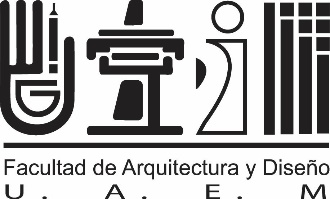 Facultad de Arquitectura y Diseño
U. A. E. M